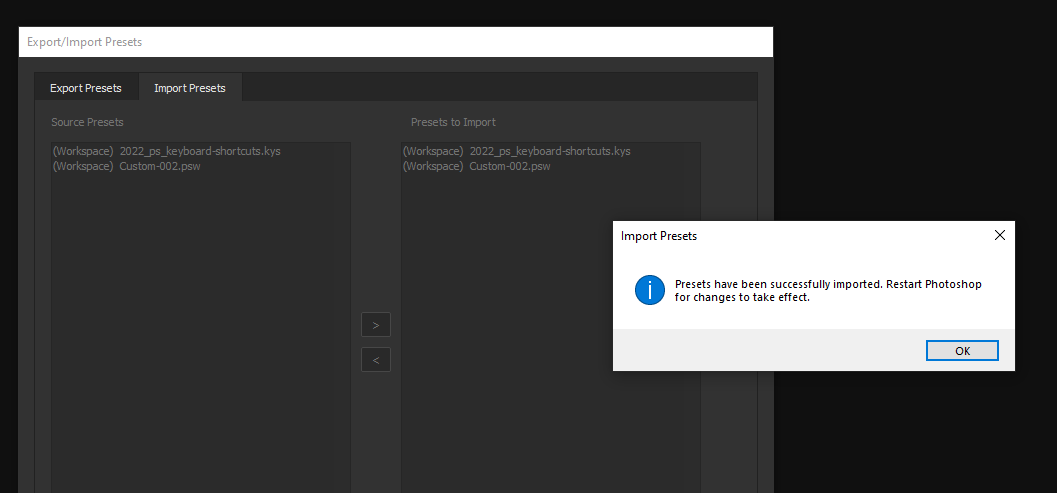 Export/Import Presets
Export Presets
Import Presets
Source Presets
Presets to Import
(Workspace) 2022_ps_keyboard-shortcuts.kys
(Workspace) Custom-002.psw
(Workspace) 2022_ps_keyboard-shortcuts.kys
(Workspace) Custom-002.psw
>
<
Import Presets
Presets have been successfully imported. Restart Photoshop
for changes to take effect.
OK